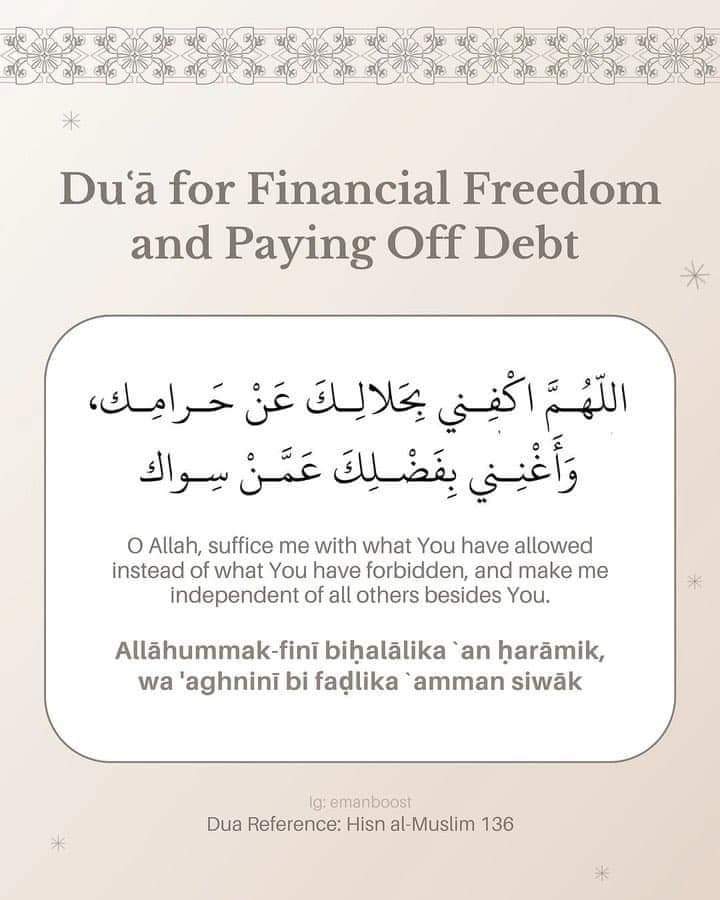 Duʿā for Financial Freedom
and Paying Off Debt
اللّهُـمَّ اكْفِـني بِحَلالِـكَ عَنْ حَـرامِـك،
وَأَغْنِـني بِفَضْـلِكَ عَمَّـنْ سِـواك
O Allah, suffice me with what You have allowed
instead of what You have forbidden, and make me
independent of all others besides You.
Allāhummak-finī biḥalālika `an ḥarāmik,
wa 'aghninī bi faḍlika `amman siwāk
Ig: emanboost
Dua Reference: Hisn al-Muslim 136